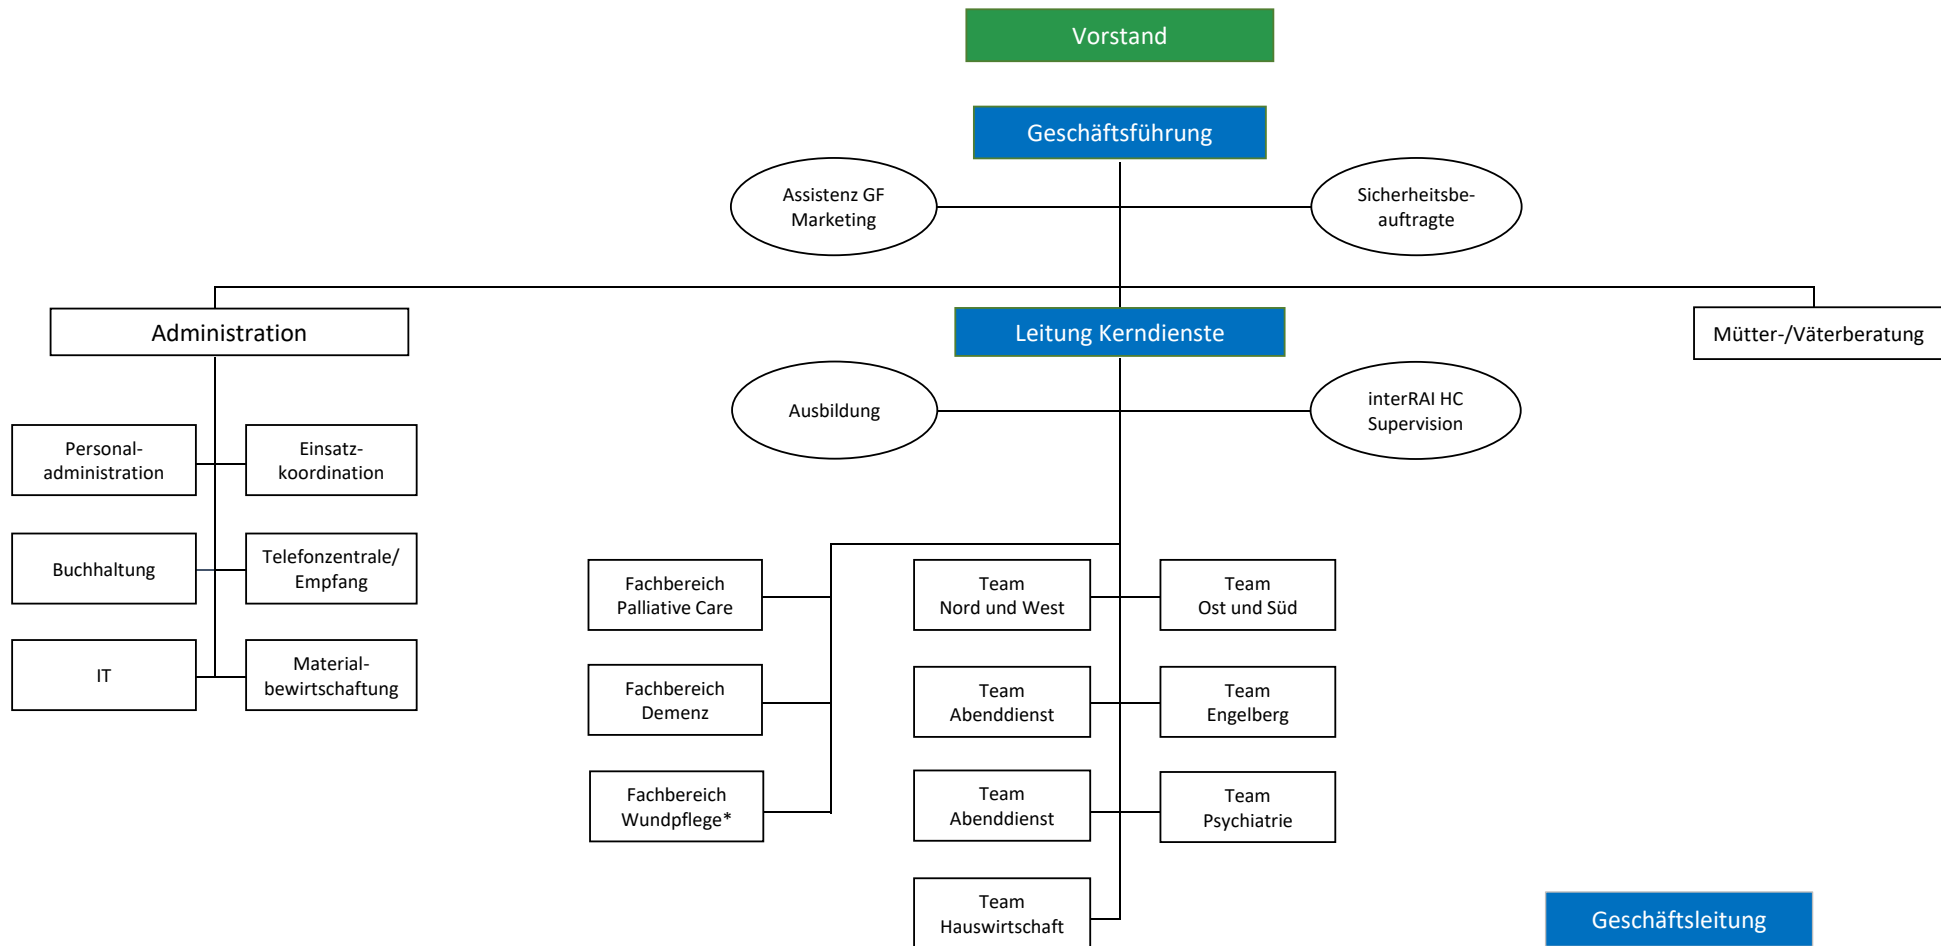 Vorstand
Geschäftsführung
Assistenz GF
Marketing
Sicherheitsbe-
auftragte
Administration
Leitung Kerndienste
Mütter-/Väterberatung
Ausbildung
interRAI HC
Supervision
Personal-
administration
Einsatz-
koordination
Buchhaltung
Telefonzentrale/
Empfang
IT
Material-
bewirtschaftung
Fachbereich
Palliative Care
Team
Nord und West
Team
Ost und Süd
Fachbereich
Demenz
Team
Abenddienst
Team
Engelberg
Fachbereich
Wundpflege*
Team
Abenddienst
Team
Psychiatrie
Team
Hauswirtschaft
Geschäftsleitung